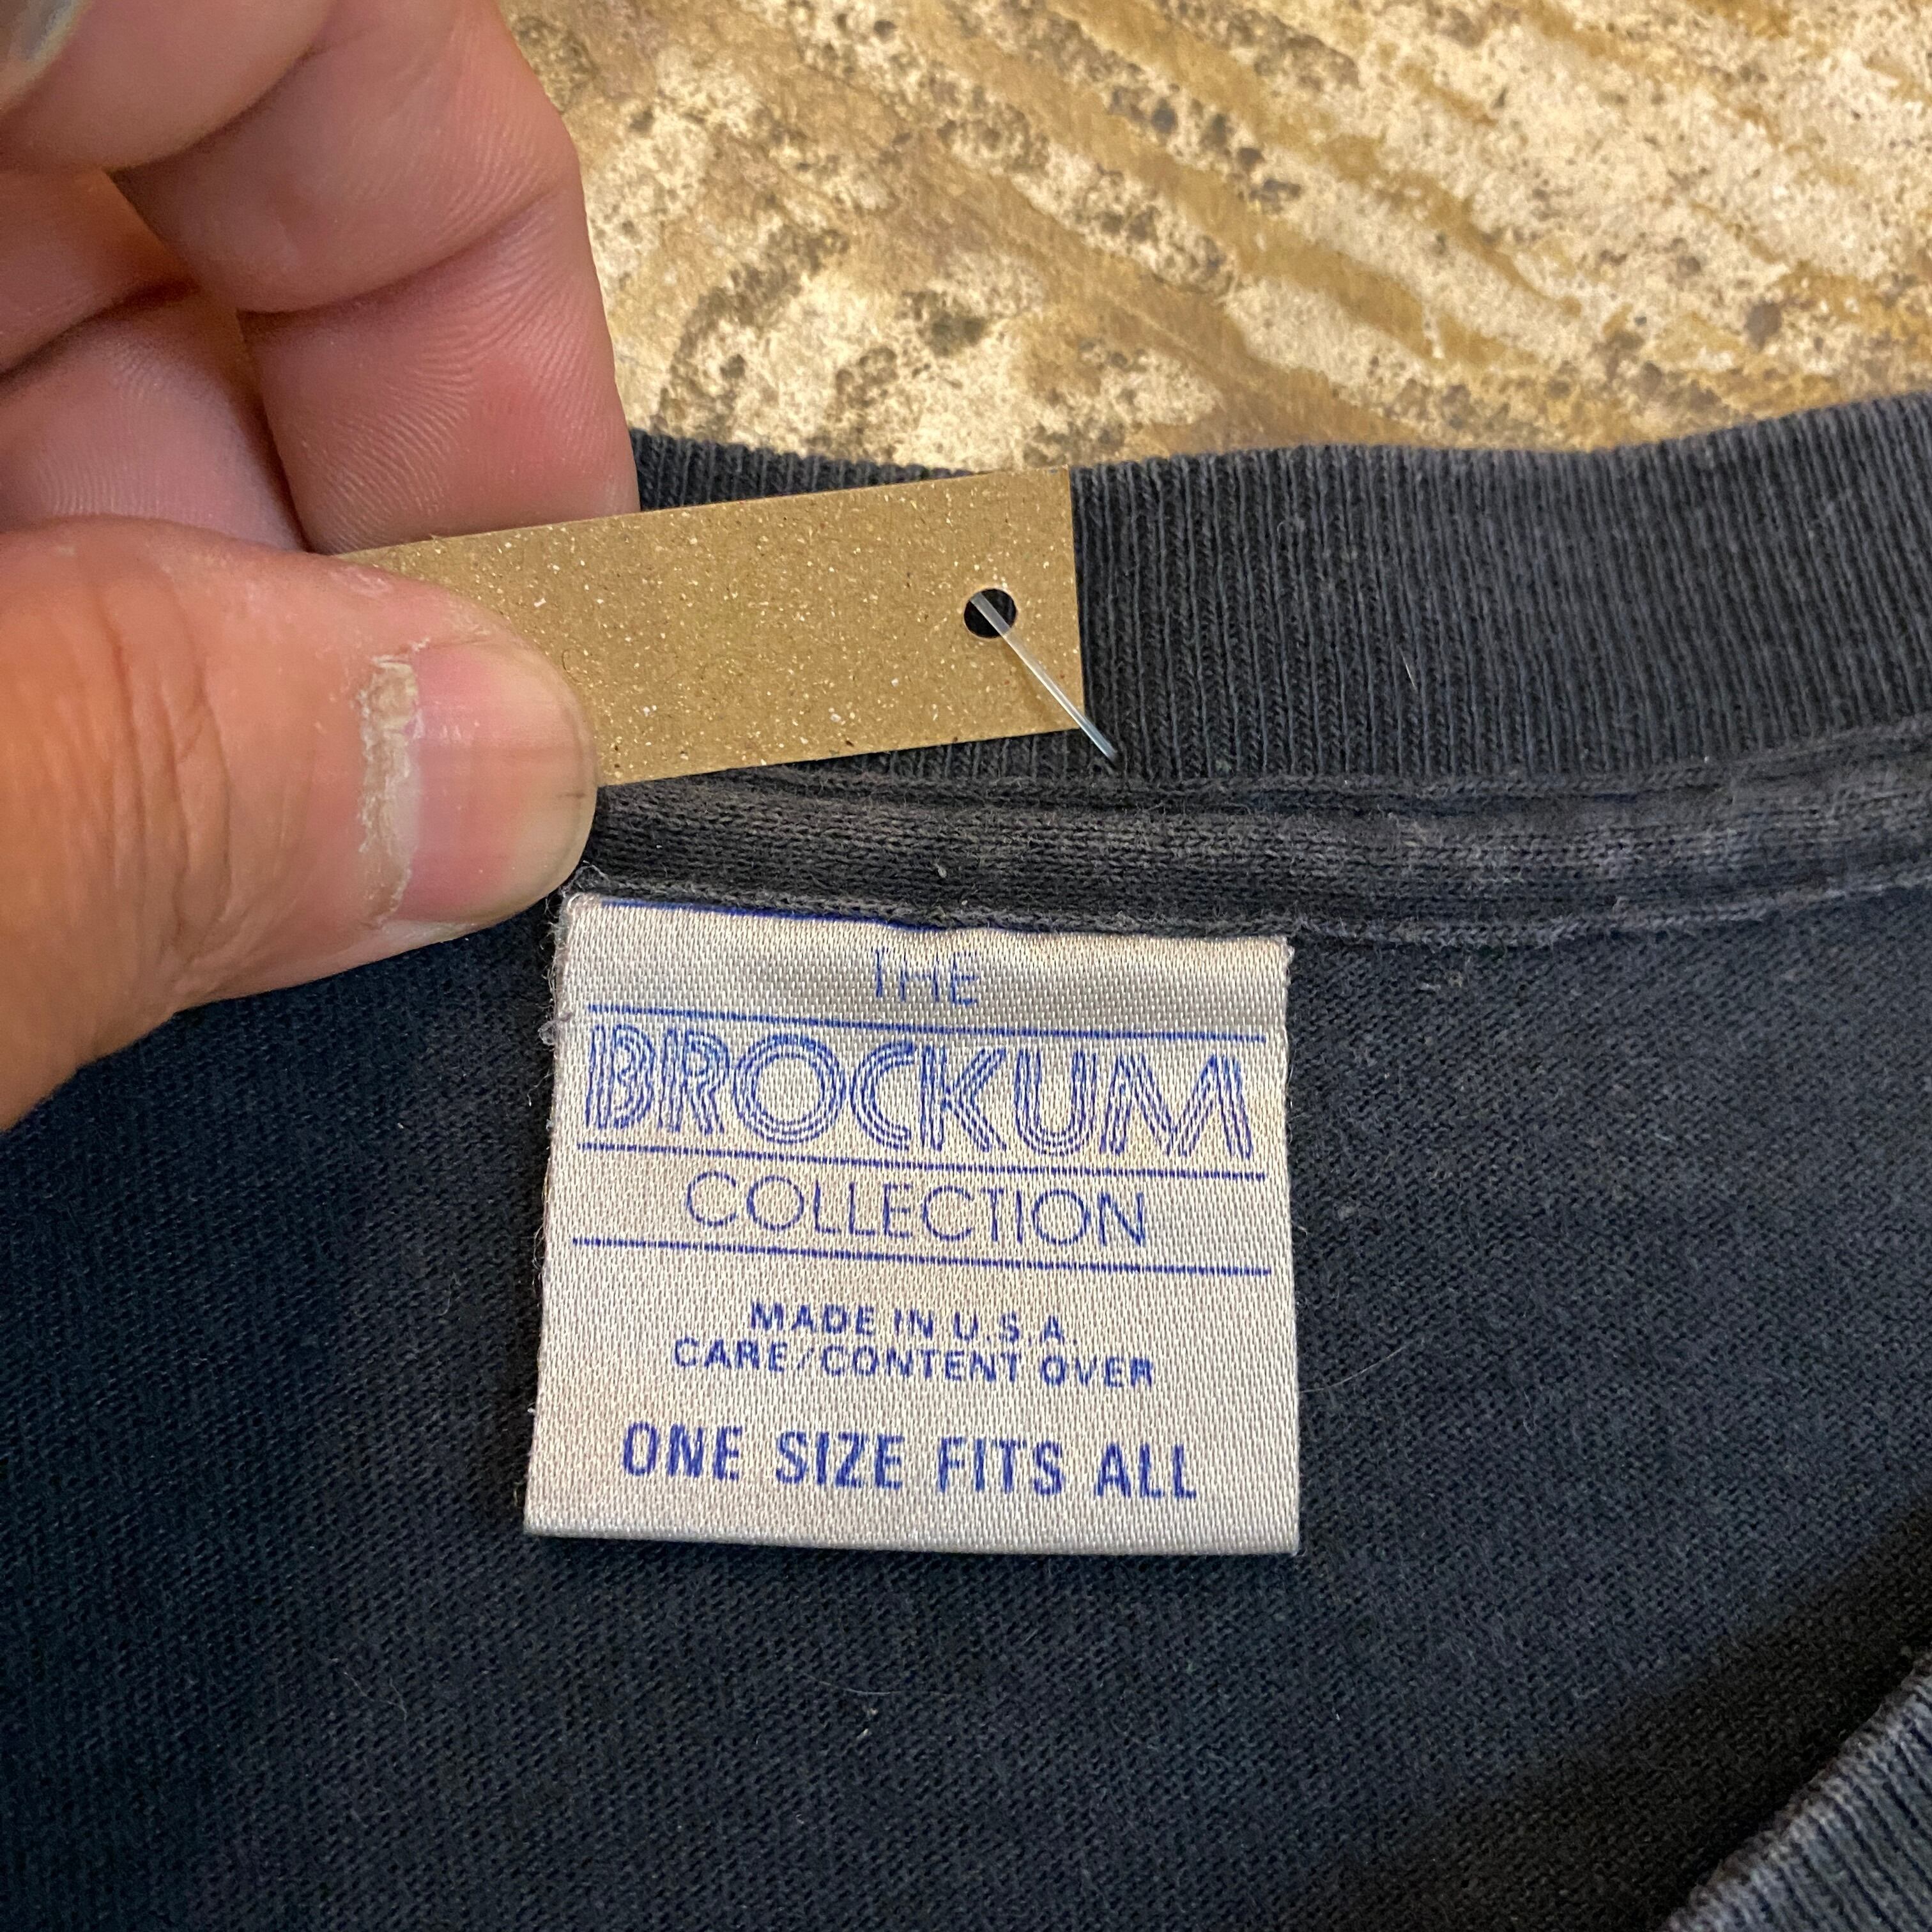 THE
BROCKUM
COLLECTION
MADE IN U.S.A.
CARE/CONTENT OVER
ONE SIZE FITS ALL